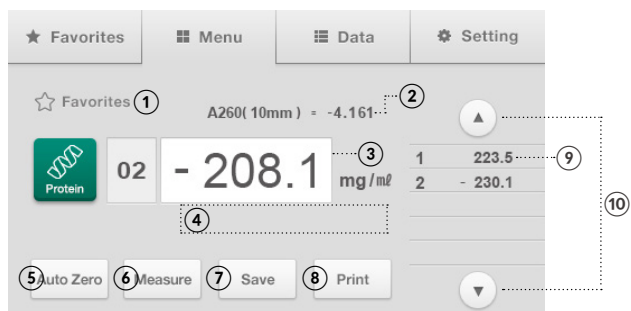 Favorites Menu Data Setting
Favorites 1
A260( 10mm ) = -4.161 2
Protein 02 - 208.1 mg/mℓ 3
4
1 223.5 9
2 - 230.1
10
5 Auto Zero 6 Measure 7 Save 8 Print